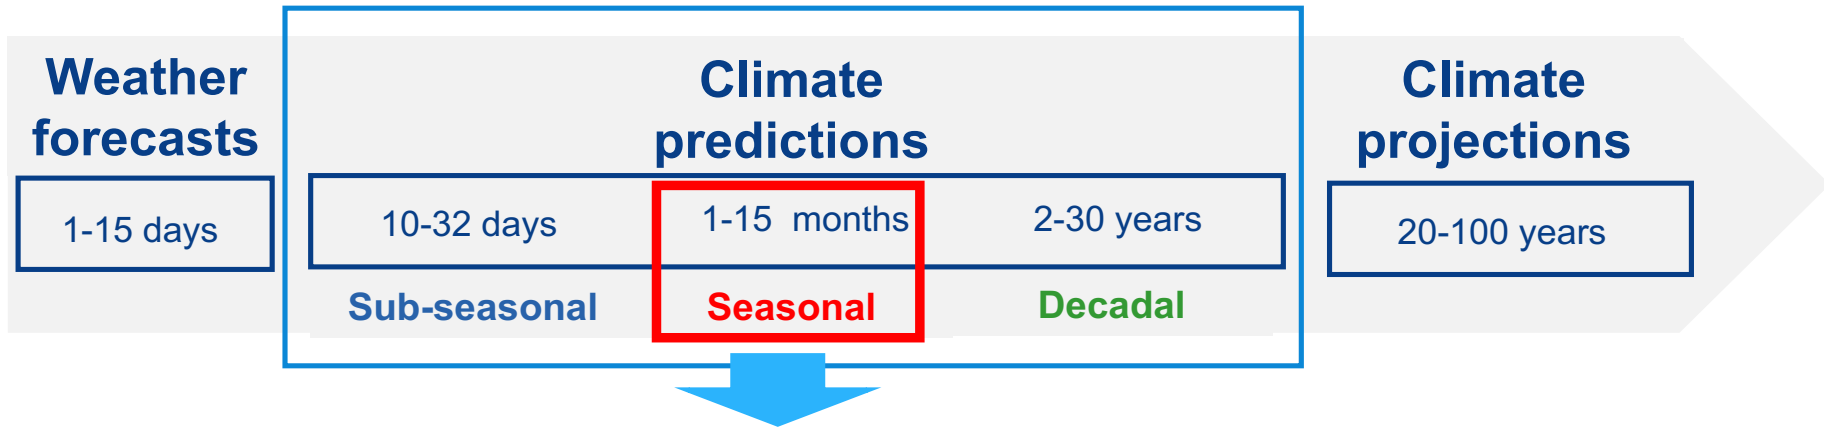 Weather
forecasts
1-15 days
Climate
predictions
10-32 days
1-15 months
2-30 years
Sub-seasonal
Seasonal
Decadal
Climate
projections
20-100 years